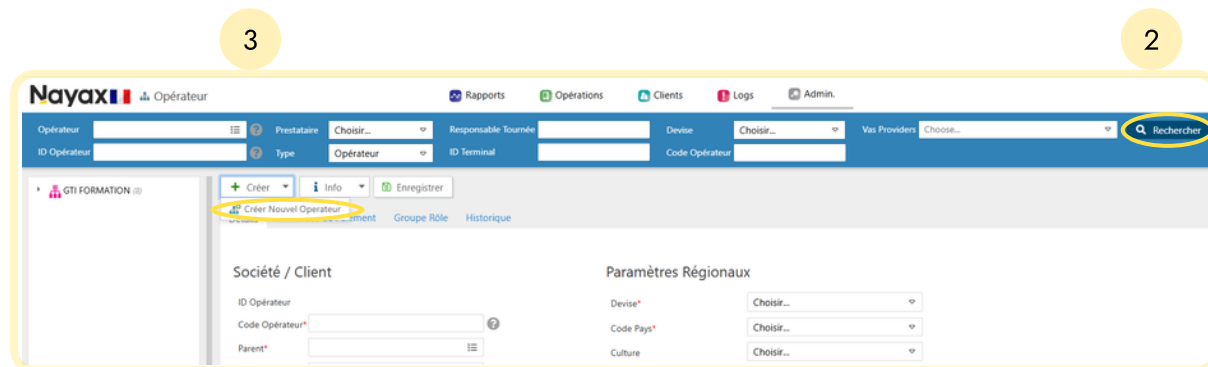 3
2
Nayax Opérateur Rapports Opérations Clients Logs Admin.
Opérateur Prestataire Choisir... Responsable Tournée Devise Choisir... Vas Providers Choose... Rechercher
ID Opérateur Type Opérateur ID Terminal Code Opérateur
GTI FORMATION (0)
+ Créer Info Enregistrer
Créer Nouvel Operateur
Groupe Rôle Historique
Société / Client
Paramètres Régionaux
ID Opérateur
Devise* Choisir...
Code Opérateur*
Code Pays* Choisir...
Parent*
Culture Choisir...